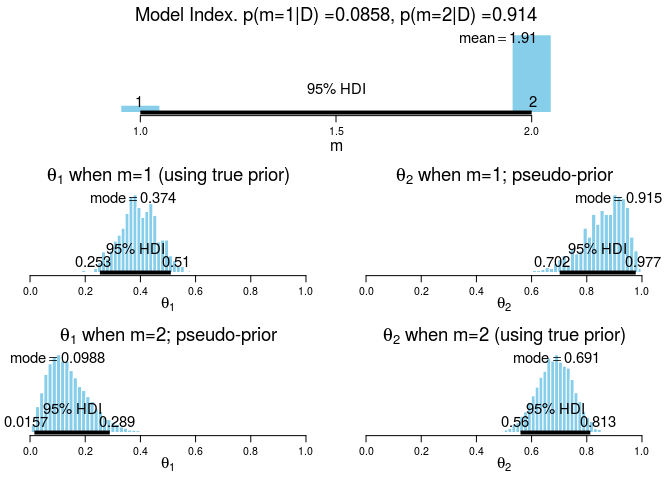 Model Index. p(m=1|D) =0.0858, p(m=2|D) =0.914
mean = 1.91
95% HDI
1 2
1.0 1.5 2.0
m
θ1 when m=1 (using true prior) θ2 when m=1; pseudo-prior
mode = 0.374 mode = 0.915
95% HDI 95% HDI
0.253 0.51 0.702 0.977
0.0 0.2 0.4 0.6 0.8 1.0 0.0 0.2 0.4 0.6 0.8 1.0
θ1 θ2
θ1 when m=2; pseudo-prior θ2 when m=2 (using true prior)
mode = 0.0988 mode = 0.691
95% HDI 95% HDI
0.0157 0.289 0.56 0.813
0.0 0.2 0.4 0.6 0.8 1.0 0.0 0.2 0.4 0.6 0.8 1.0
θ1 θ2